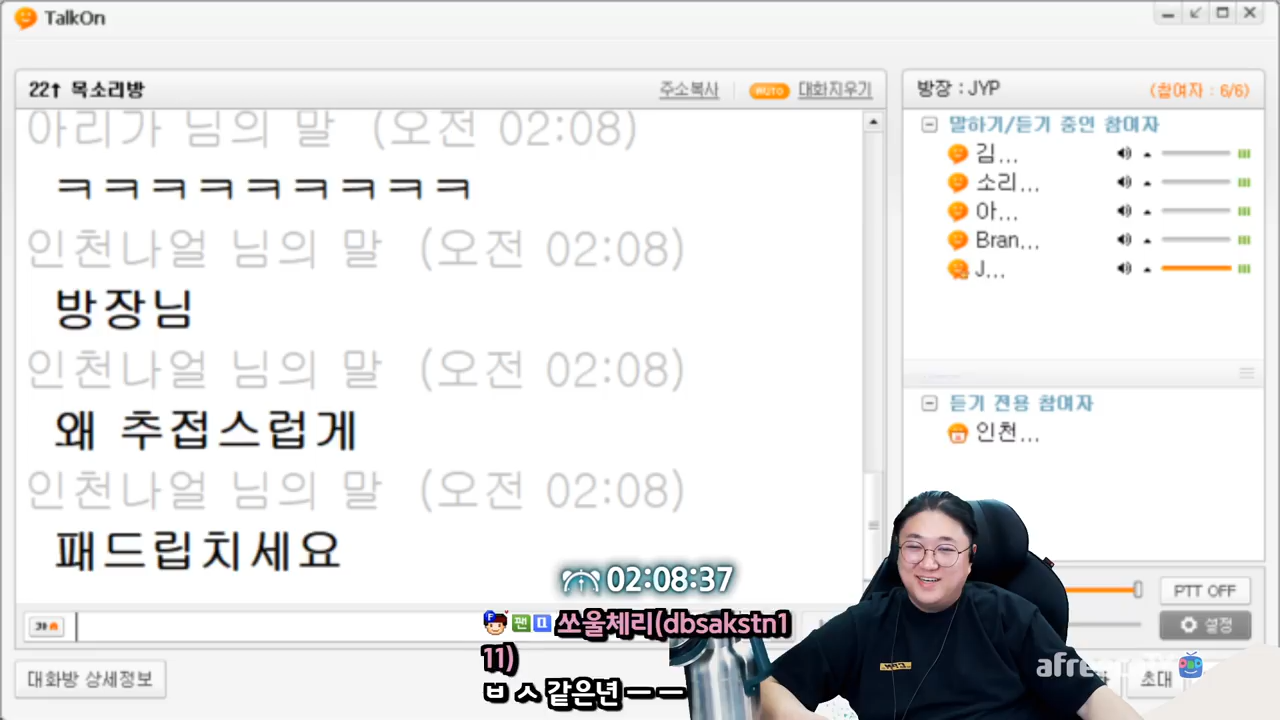 TalkOn
22↑ 목소리방
주소복사
AUTO
대화지우기
아리가 님의 말 (오전 02:08)
ㅋㅋㅋㅋㅋㅋㅋㅋㅋ
인천나얼 님의 말 (오전 02:08)
방장님
인천나얼 님의 말 (오전 02:08)
왜 추접스럽게
인천나얼 님의 말 (오전 02:08)
패드립치세요
가
대화방 상세정보
방장 : JYP
(참여자 : 6/6)
말하기/듣기 중인 참여자
김...
소리...
아...
Bran...
J...
듣기 전용 참여자
인천...
PTT OFF
설정
초대
02:08:37
F 팬 쏘울체리(dbsakstn1
11)
ㅂㅅ 같은년 ㅡ ㅡ